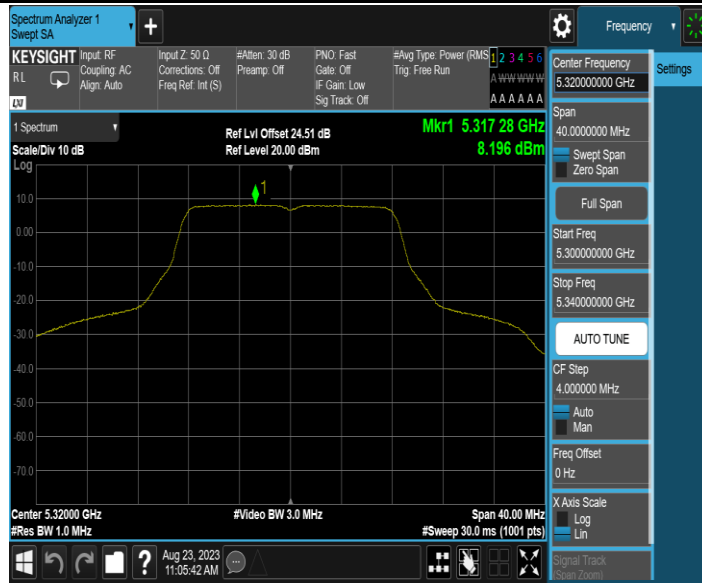 Spectrum Analyzer 1
Swept SA
+
Frequency
KEYSIGHT
RL
LXI
Input: RF
Coupling: AC
Align: Auto
Input Z: 50 Ω
Corrections: Off
Freq Ref: Int (S)
#Atten: 30 dB
Preamp: Off
PNO: Fast
Gate: Off
IF Gain: Low
Sig Track: Off
#Avg Type: Power (RMS
Trig: Free Run
1 2 3 4 5 6
A W W W W W
A A A A A A
1 Spectrum
Scale/Div 10 dB
Log
Ref Lvl Offset 24.51 dB
Ref Level 20.00 dBm
Mkr1 5.317 28 GHz
8.196 dBm
1
10.0
0.00
-10.0
-20.0
-30.0
-40.0
-50.0
-60.0
-70.0
Center 5.32000 GHz
#Res BW 1.0 MHz
#Video BW 3.0 MHz
Span 40.00 MHz
#Sweep 30.0 ms (1001 pts)
?
Aug 23, 2023
11:05:42 AM
Center Frequency
5.320000000 GHz
Settings
Span
40.0000000 MHz
Swept Span
Zero Span
Full Span
Start Freq
5.300000000 GHz
Stop Freq
5.340000000 GHz
AUTO TUNE
CF Step
4.000000 MHz
Auto
Man
Freq Offset
0 Hz
X Axis Scale
Log
Lin
Signal Track
(Span Zoom)